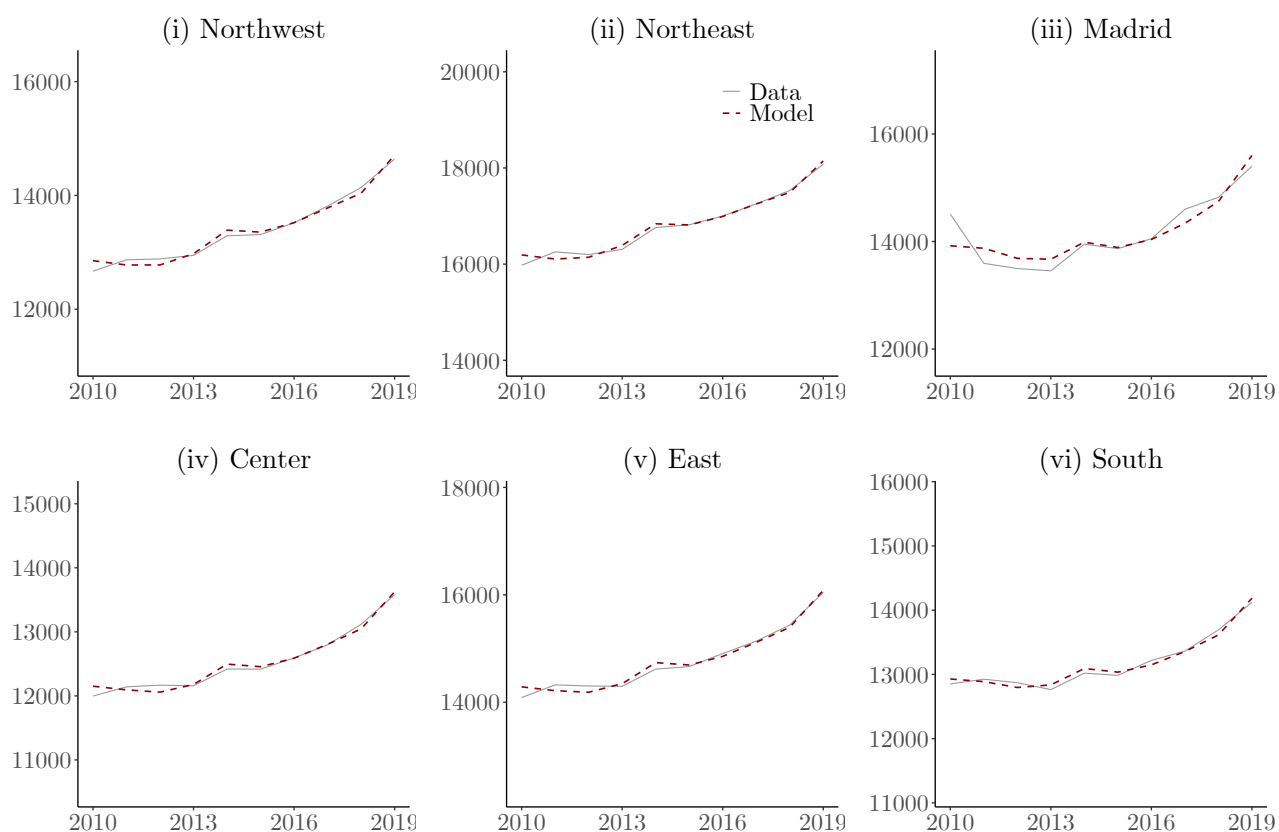 (i) Northwest
16000
14000
12000
2010 2013 2016 2019
(ii) Northeast
20000
18000
16000
14000
Data
Model
2010 2013 2016 2019
(iii) Madrid
16000
14000
12000
2010 2013 2016 2019
(iv) Center
15000
14000
13000
12000
11000
2010 2013 2016 2019
(v) East
18000
16000
14000
2010 2013 2016 2019
(vi) South
16000
15000
14000
13000
12000
11000
2010 2013 2016 2019